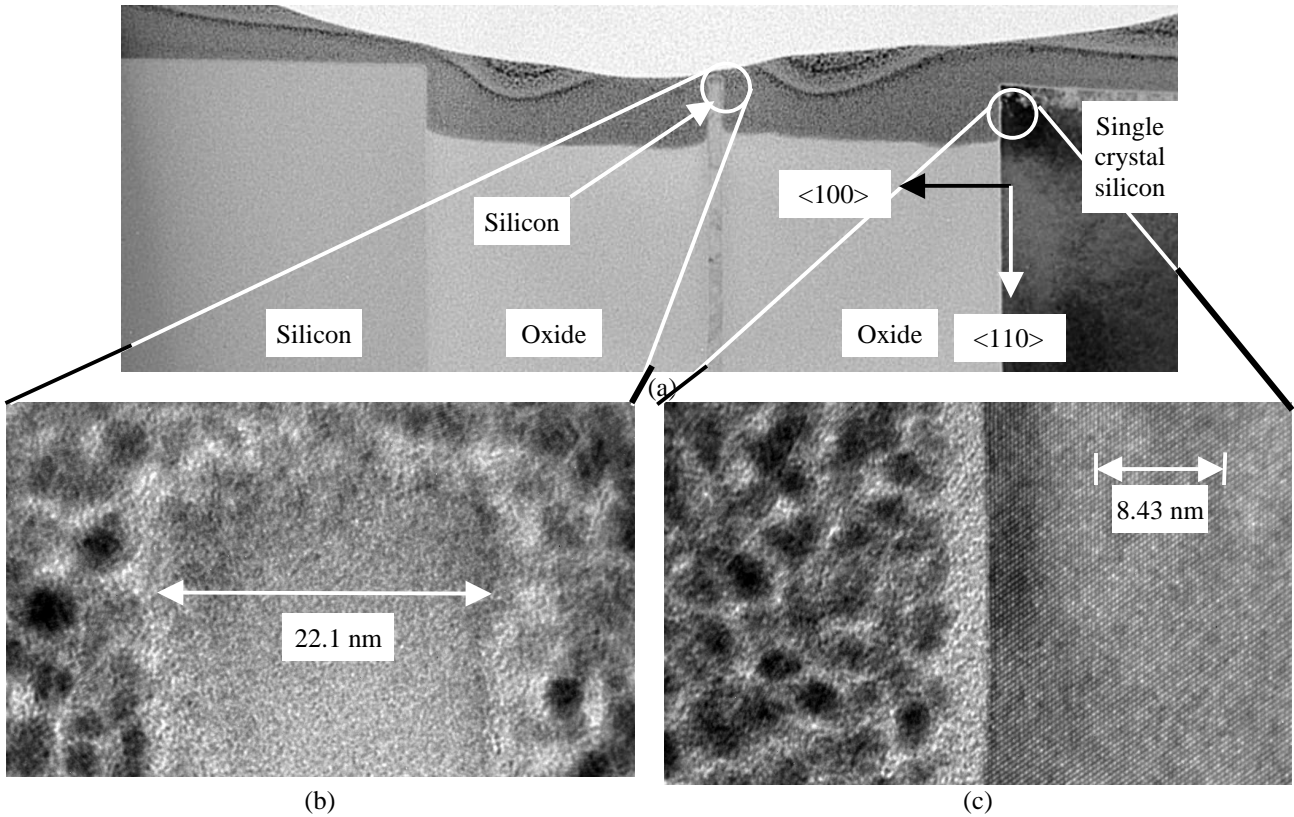 Single
crystal
silicon
<100>
Silicon
Silicon
Oxide
Oxide
<110>
(a)
8.43 nm
22.1 nm
(b)
(c)